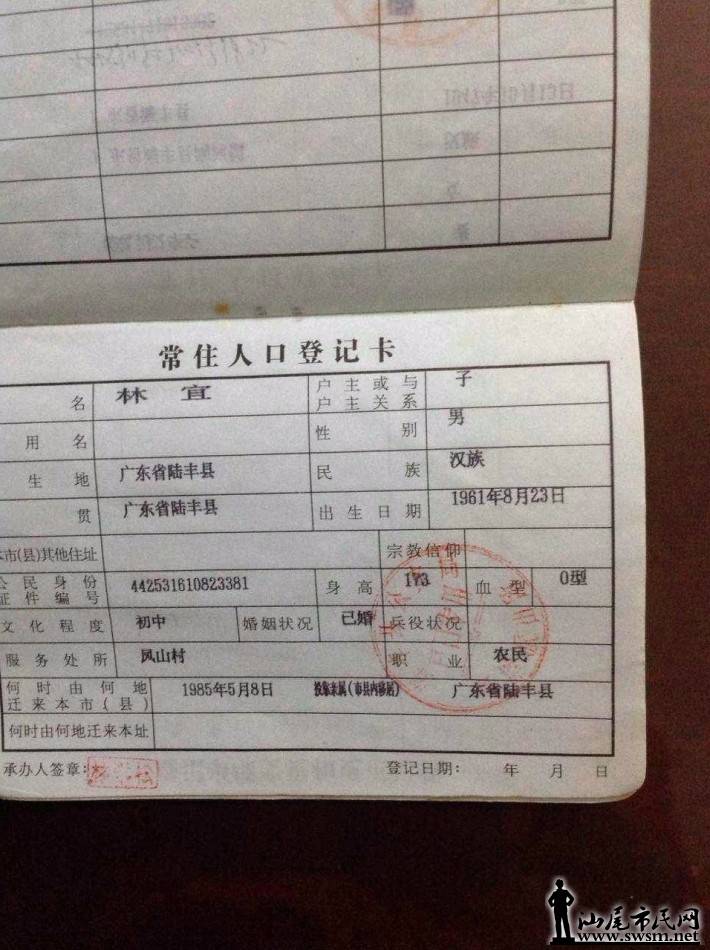 常住人口登记卡
名 林宜 户主或与户主关系 子
用名 性别 男
生地 广东省陆丰县 民族 汉族
贯 广东省陆丰县 出生日期 1961年8月23日
本市(县)其他住址 宗教信仰
公民身份证件编号 442531610823381 身高 173 血型 O型
文化程度 初中 婚姻状况 已婚 兵役状况
服务处所 凤山村 职业 农民
何时由何地迁来本市(县) 1985年5月8日 (市县内移居) 广东省陆丰县
何时由何地迁来本址
承办人签章: 登记日期: 年 月 日
汕尾市民网
www.swsm.net